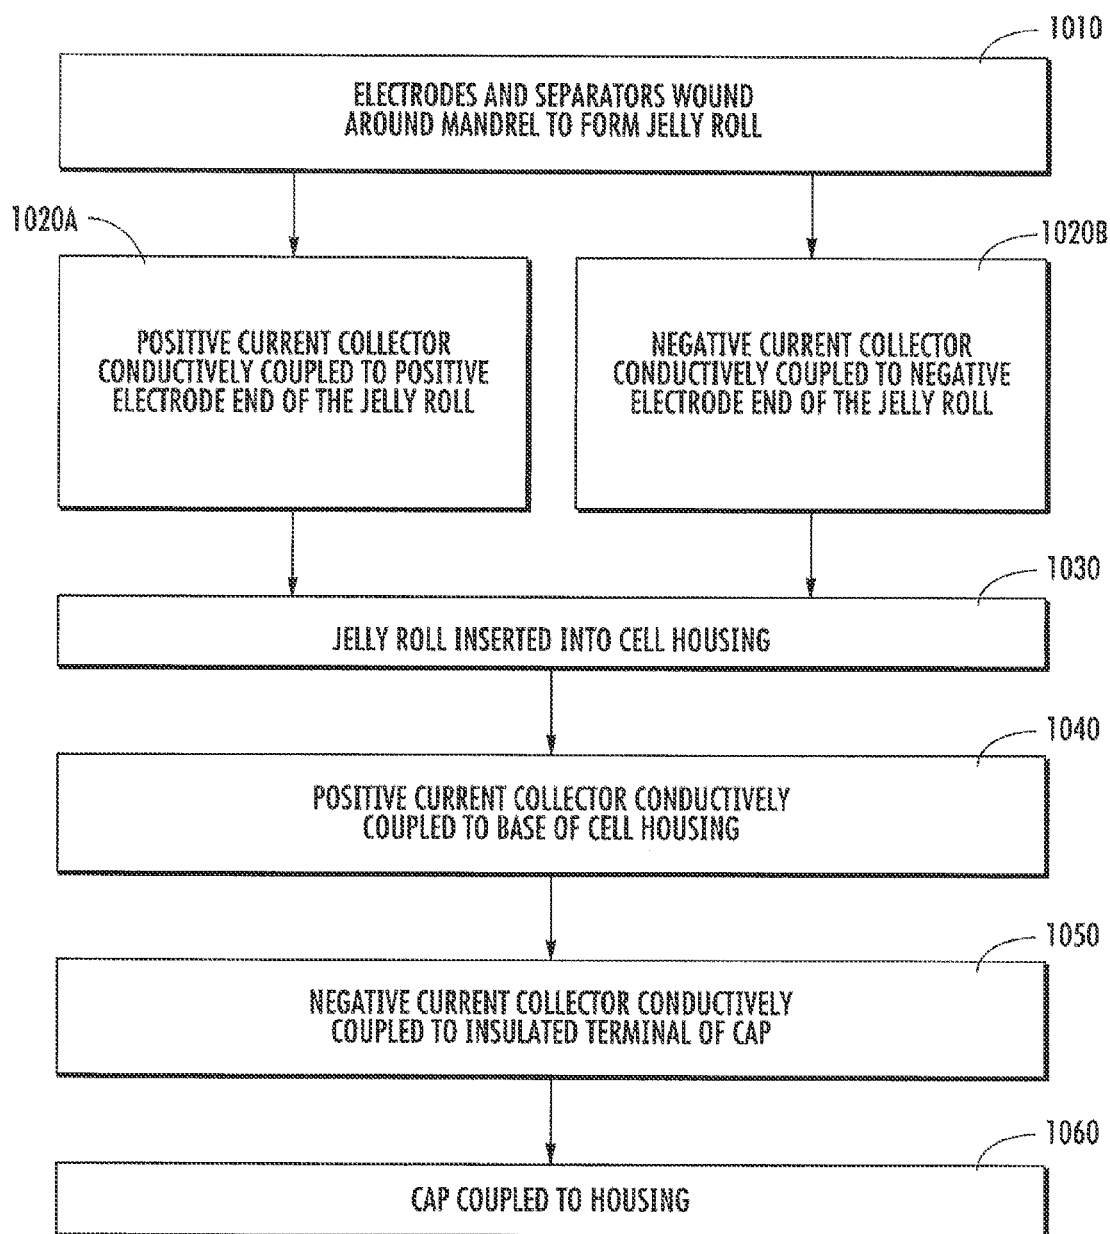 1010
ELECTRODES AND SEPARATORS WOUND
AROUND MANDREL TO FORM JELLY ROLL
1020A
1020B
POSITIVE CURRENT COLLECTOR
CONDUCTIVELY COUPLED TO POSITIVE
ELECTRODE END OF THE JELLY ROLL
NEGATIVE CURRENT COLLECTOR
CONDUCTIVELY COUPLED TO NEGATIVE
ELECTRODE END OF THE JELLY ROLL
1030
JELLY ROLL INSERTED INTO CELL HOUSING
1040
POSITIVE CURRENT COLLECTOR CONDUCTIVELY
COUPLED TO BASE OF CELL HOUSING
1050
NEGATIVE CURRENT COLLECTOR CONDUCTIVELY
COUPLED TO INSULATED TERMINAL OF CAP
1060
CAP COUPLED TO HOUSING